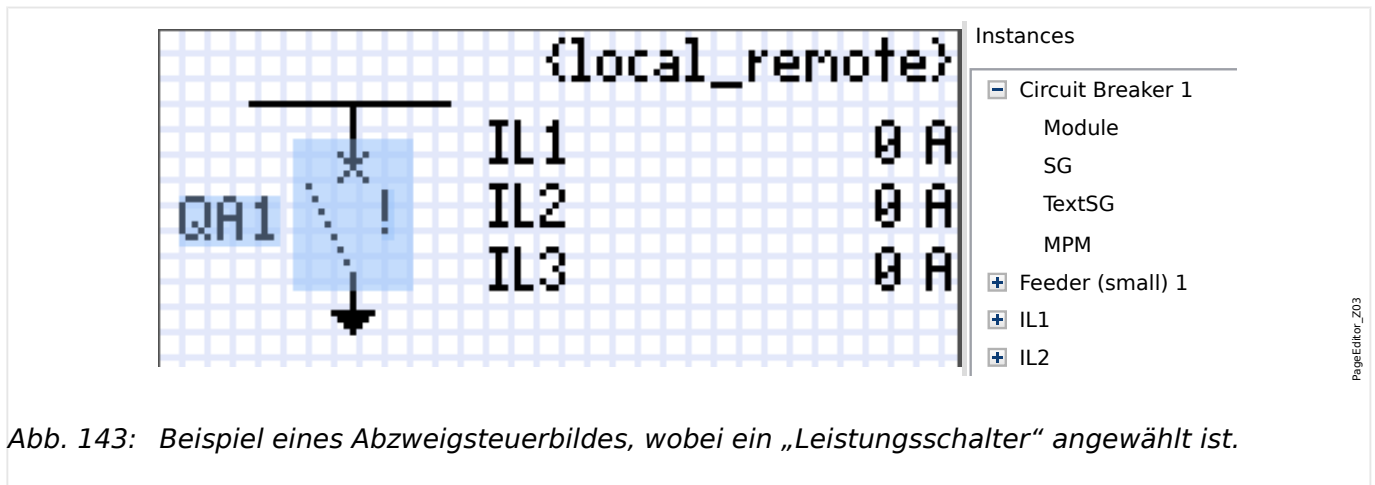 {local_remote}
IL1 0 A
QA1 !
IL2 0 A
IL3 0 A
Instances
Circuit Breaker 1
Module
SG
TextSG
MPM
Feeder (small) 1
IL1
IL2
PageEditor_Z03
Abb. 143: Beispiel eines Abzweigsteuerbildes, wobei ein „Leistungsschalter“ angewählt ist.